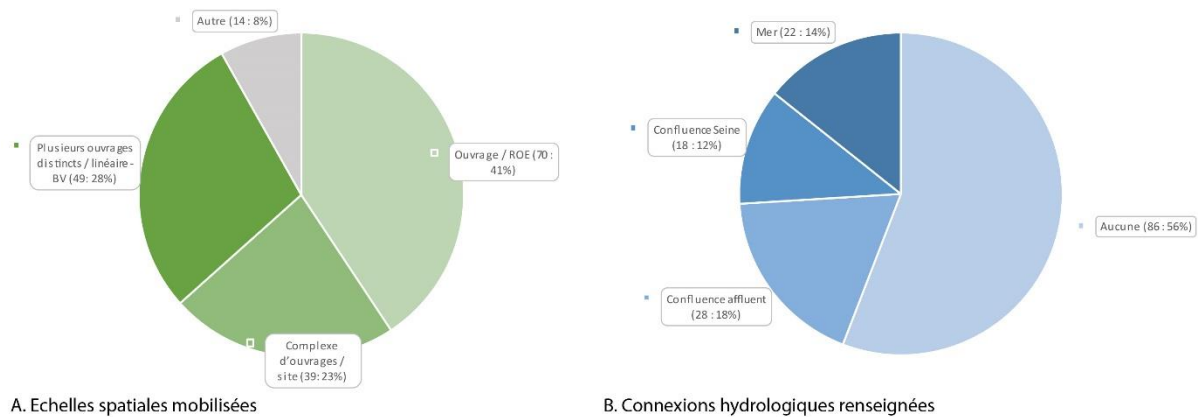 Autre (14 : 8%)
Plusieurs ouvrages
distincts / linéaire -
BV (49: 28%)
Ouvrage / ROE (70 :
41%)
Complexe
d'ouvrages /
site (39: 23%)
A. Echelles spatiales mobilisées
Mer (22 : 14%)
Confluence Seine
(18 : 12%)
Aucune (86 : 56%)
Confluence affluent
(28 : 18%)
B. Connexions hydrologiques renseignées